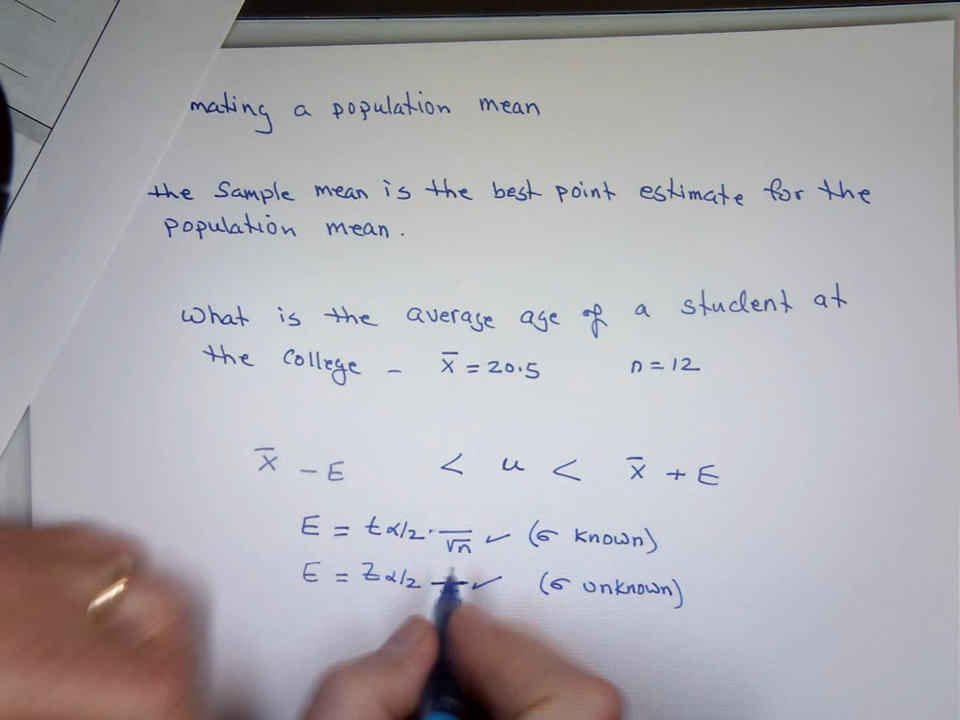 mating a population mean
the sample mean is the best point estimate for the
population mean.
What is the average age of a student at
the College – x̄ = 20.5 n = 12
x̄ – E < u < x̄ + E
E = tα/2 · —/√n ✓ (σ known)
E = Zα/2 — ✓ (σ unknown)